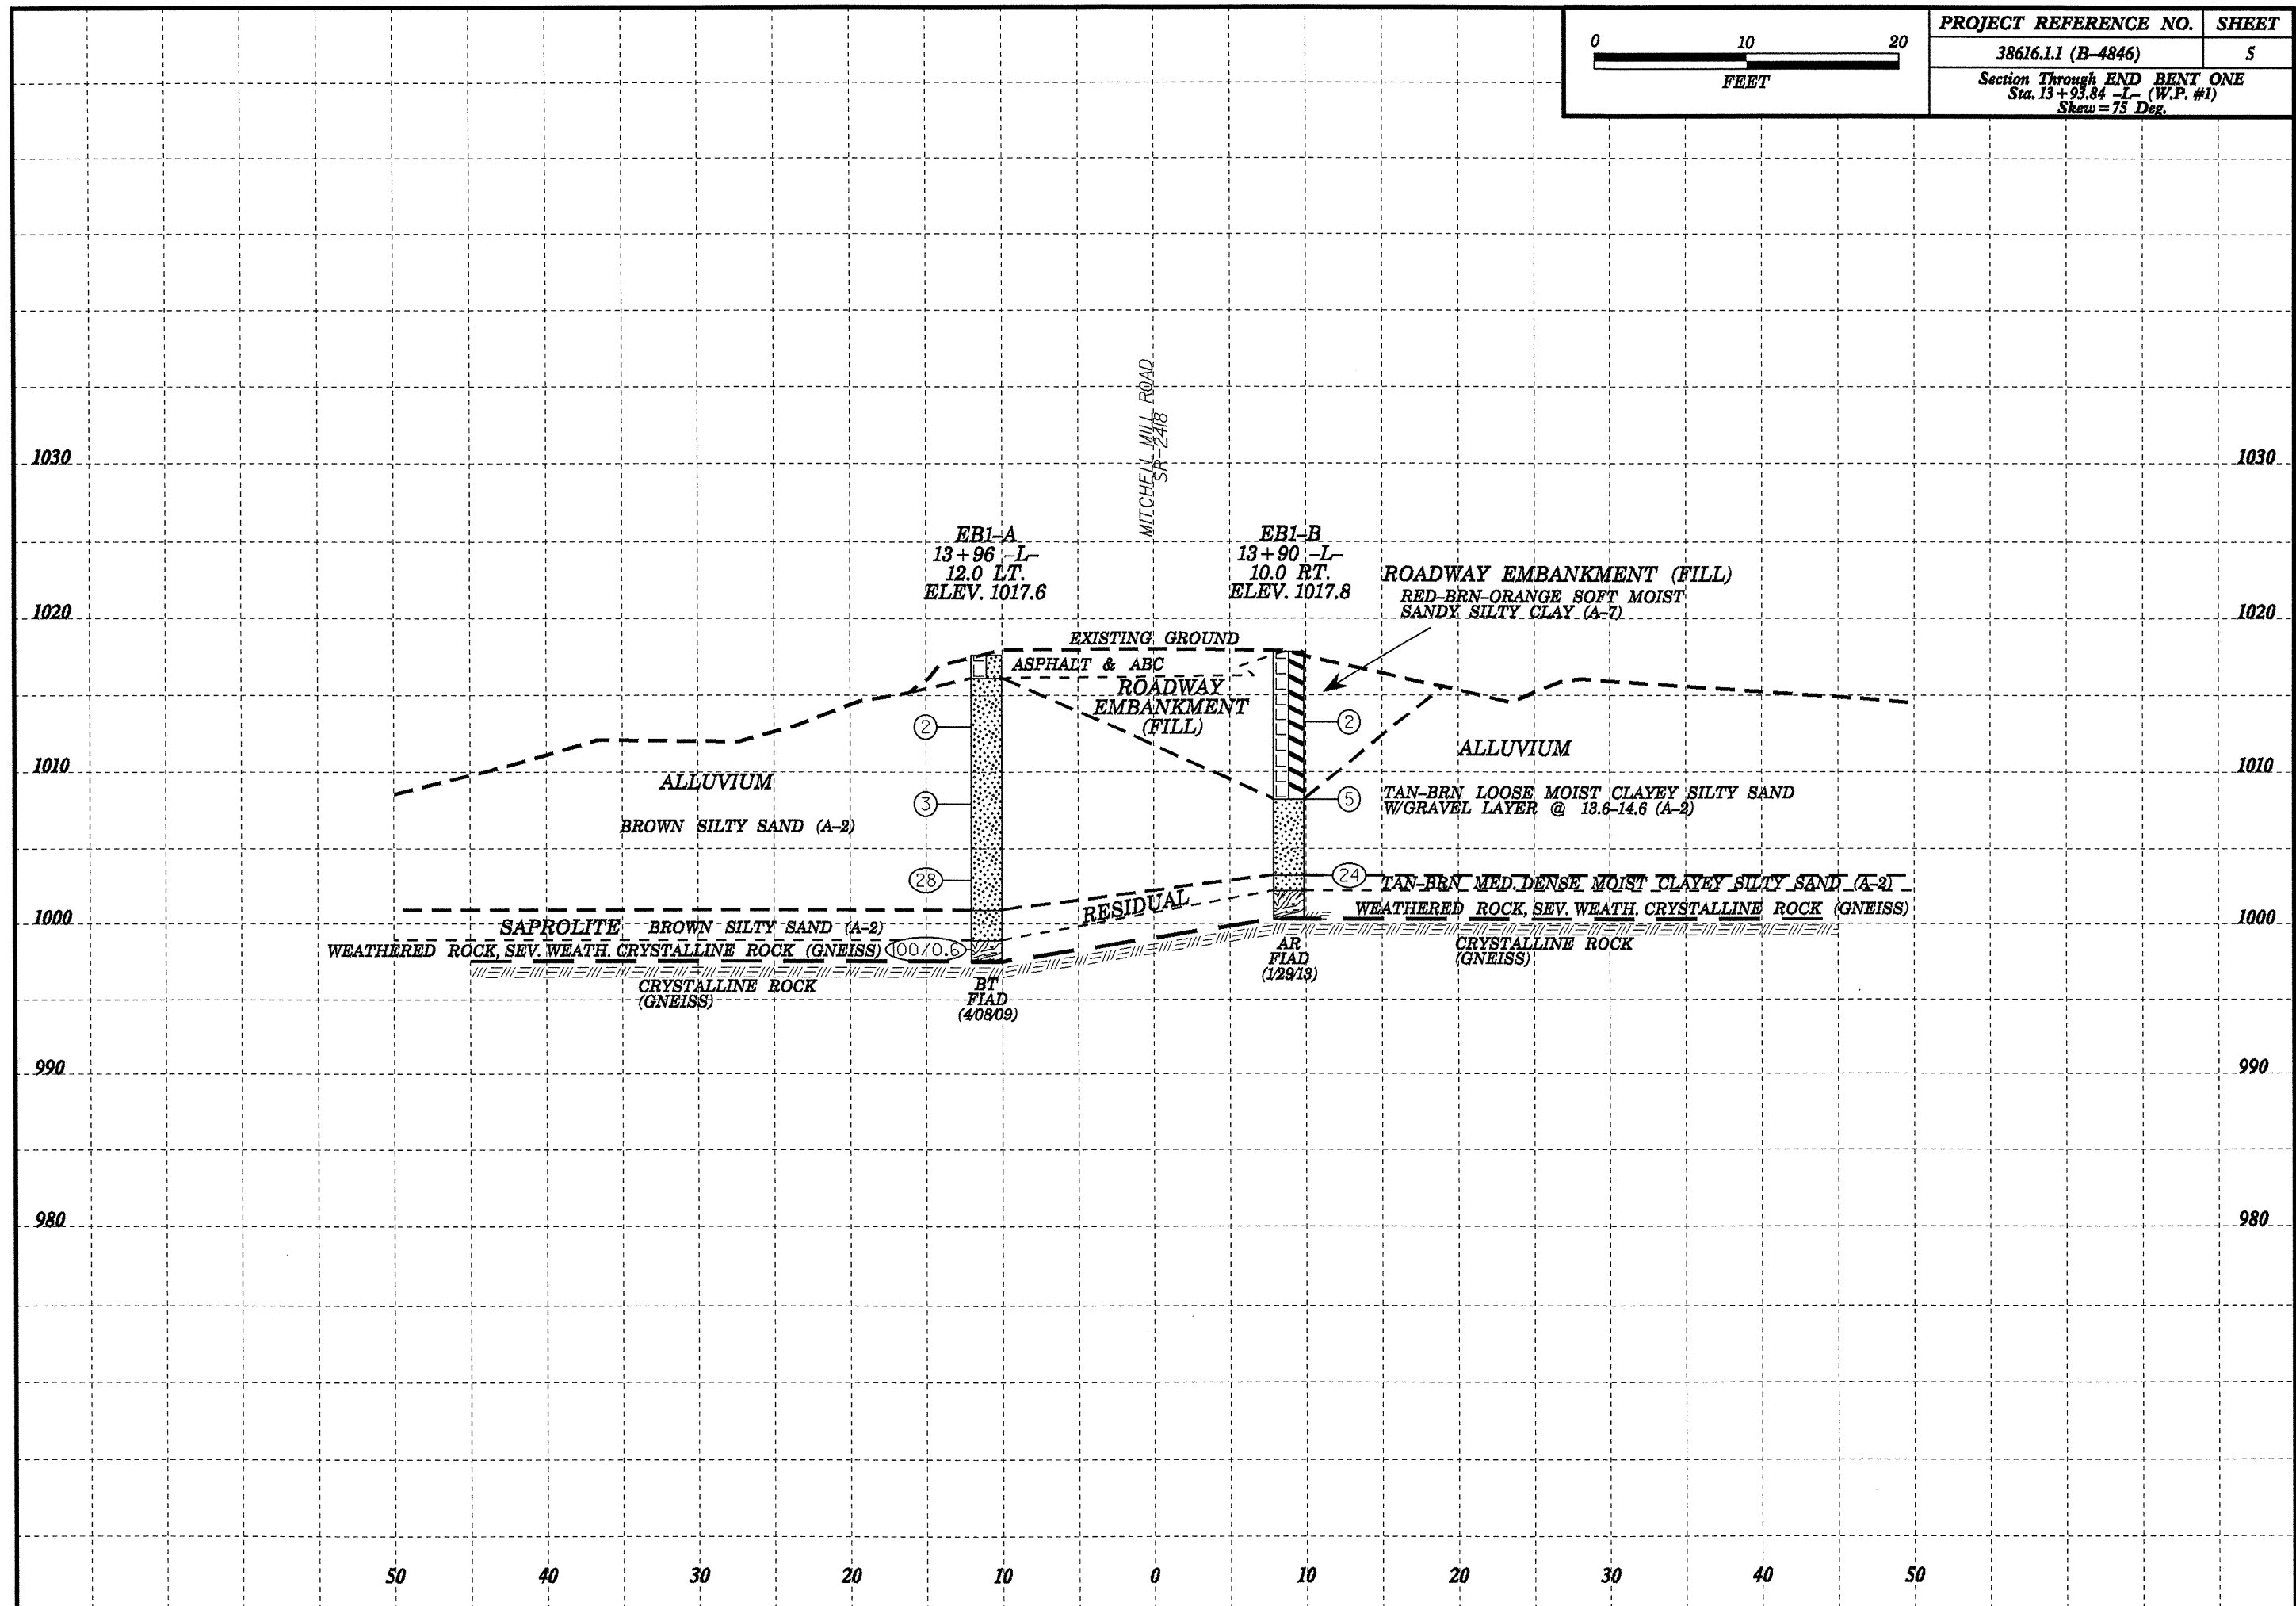 0 10 20
FEET
PROJECT REFERENCE NO. SHEET
38616.1.1 (B-4846) 5
Section Through END BENT ONE
Sta. 13+93.84 -L- (W.P. #1)
Skew=75 Deg.
MITCHELL MILL ROAD
SR-2418
1030 1030
EB1-A
13+96 -L-
12.0 LT.
ELEV. 1017.6
EB1-B
13+90 -L-
10.0 RT.
ELEV. 1017.8
ROADWAY EMBANKMENT (FILL)
RED-BRN-ORANGE SOFT MOIST
SANDY SILTY CLAY (A-7)
1020 1020
EXISTING GROUND
ASPHALT & ABC
ROADWAY
EMBANKMENT
(FILL)
2
2
1010 1010
ALLUVIUM
BROWN SILTY SAND (A-2)
3
ALLUVIUM
5
TAN-BRN LOOSE MOIST CLAYEY SILTY SAND
W/GRAVEL LAYER @ 13.6-14.6 (A-2)
28
24
TAN-BRN MED. DENSE MOIST CLAYEY SILTY SAND (A-2)
RESIDUAL
WEATHERED ROCK, SEV. WEATH. CRYSTALLINE ROCK (GNEISS)
1000 1000
SAPROLITE BROWN SILTY SAND (A-2)
WEATHERED ROCK, SEV. WEATH. CRYSTALLINE ROCK (GNEISS)
100/0.6
CRYSTALLINE ROCK
(GNEISS)
BT
FIAD
(4/08/09)
AR
FIAD
(1/29/13)
CRYSTALLINE ROCK
(GNEISS)
990 990
980 980
50 40 30 20 10 0 10 20 30 40 50